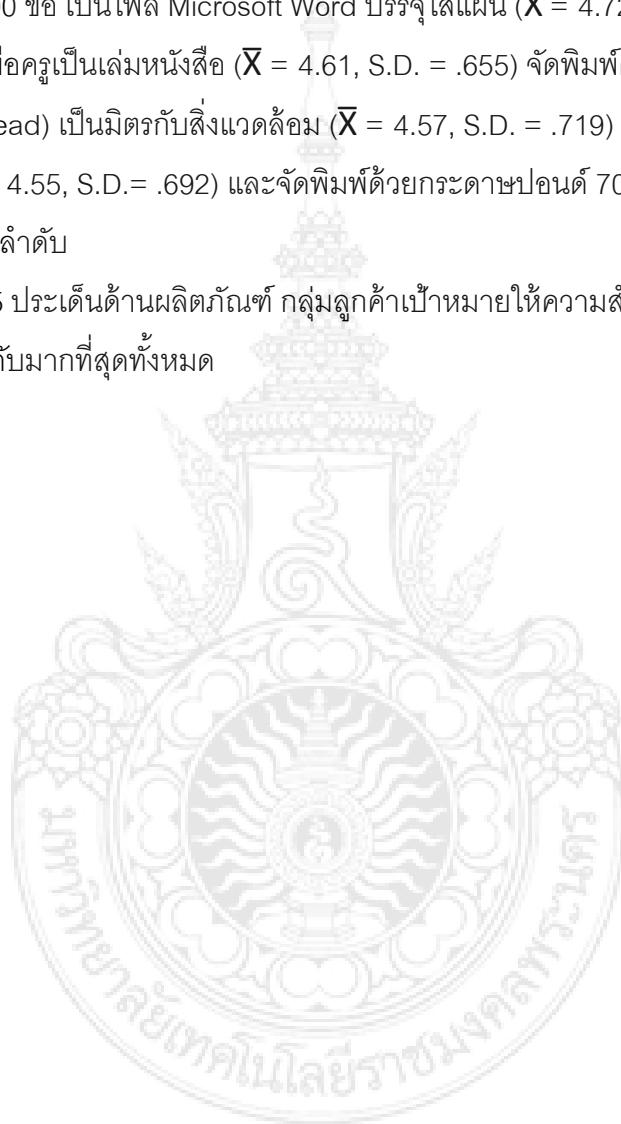 00 ข้อ เป็นไฟล์ Microsoft Word บรรจุใส่แผ่น (X̅ = 4.72
มือครูเป็นเล่มหนังสือ (X̅ = 4.61, S.D. = .655) จัดพิมพ์
ead) เป็นมิตรกับสิ่งแวดล้อม (X̅ = 4.57, S.D. = .719)
4.55, S.D.= .692) และจัดพิมพ์ด้วยกระดาษปอนด์ 70
ลำดับ
5 ประเด็นด้านผลิตภัณฑ์ กลุ่มลูกค้าเป้าหมายให้ความสำ
ดับมากที่สุดทั้งหมด
มหาวิทยาลัยเทคโนโลยีราชมงคลพระนคร